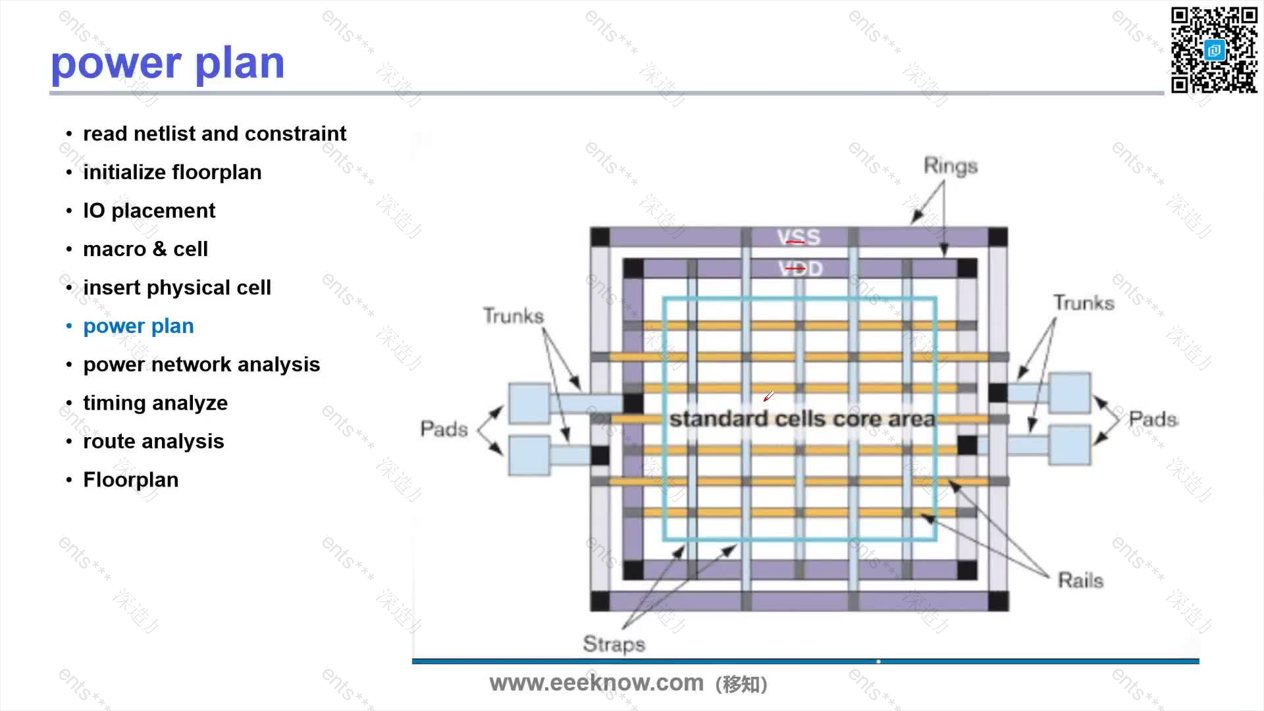 power plan
• read netlist and constraint
• initialize floorplan
• IO placement
• macro & cell
• insert physical cell
• power plan
• power network analysis
• timing analyze
• route analysis
• Floorplan
Rings
VSS
VDD
Trunks
Trunks
Pads
standard cells core area
Pads
Rails
Straps
www.eeeknow.com（移知）